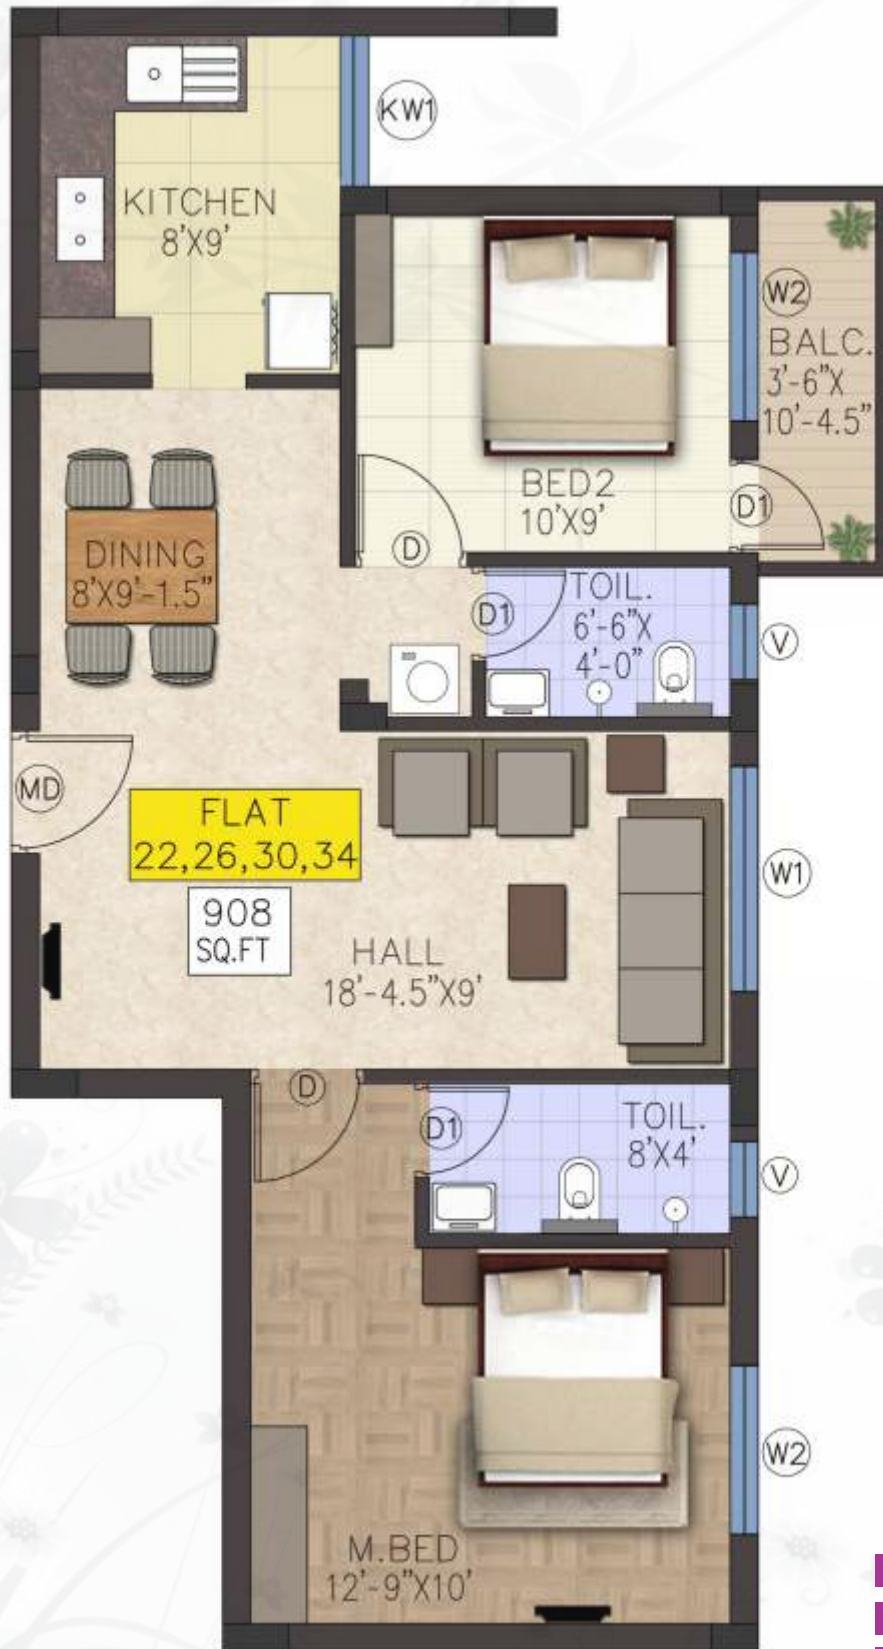 KW1
KITCHEN
8'X9'
W2
BALC.
3'-6"X
10'-4.5"
BED2
10'X9'
D1
D
DINING
8'X9'-1.5"
TOIL.
6'-6"X
4'-0"
D1
V
MD
FLAT
22,26,30,34
908
SQ.FT
W1
HALL
18'-4.5"X9'
D
D1
TOIL.
8'X4'
V
W2
M.BED
12'-9"X10'